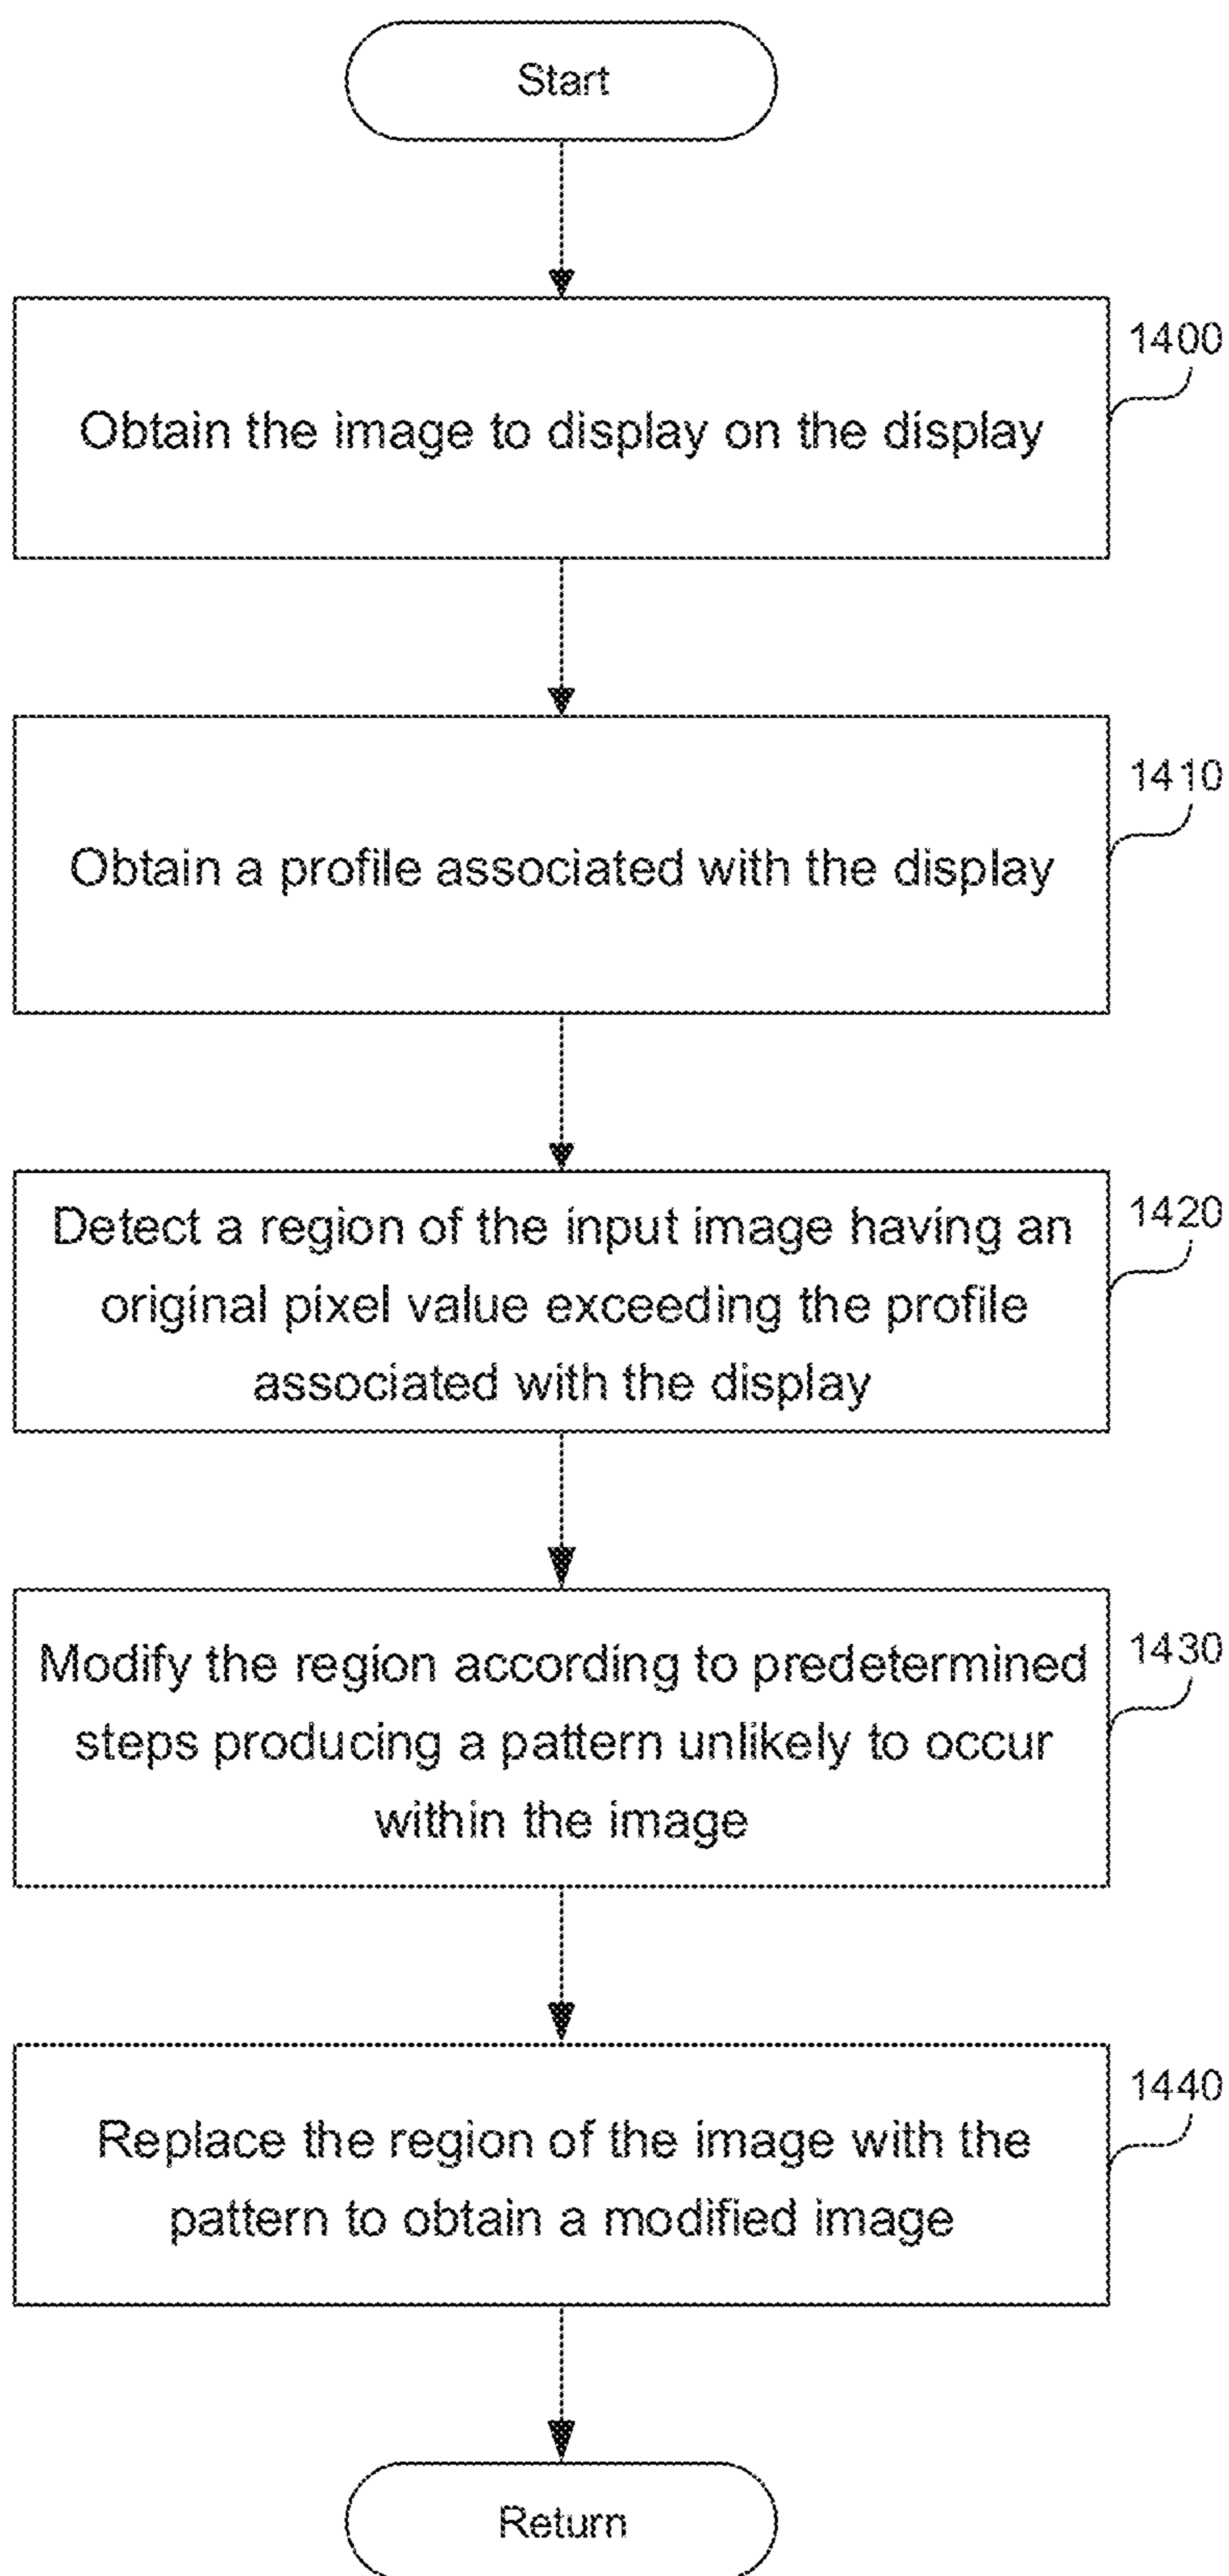 Start
1400
Obtain the image to display on the display
1410
Obtain a profile associated with the display
1420
Detect a region of the input image having an
original pixel value exceeding the profile
associated with the display
1430
Modify the region according to predetermined
steps producing a pattern unlikely to occur
within the image
1440
Replace the region of the image with the
pattern to obtain a modified image
Return